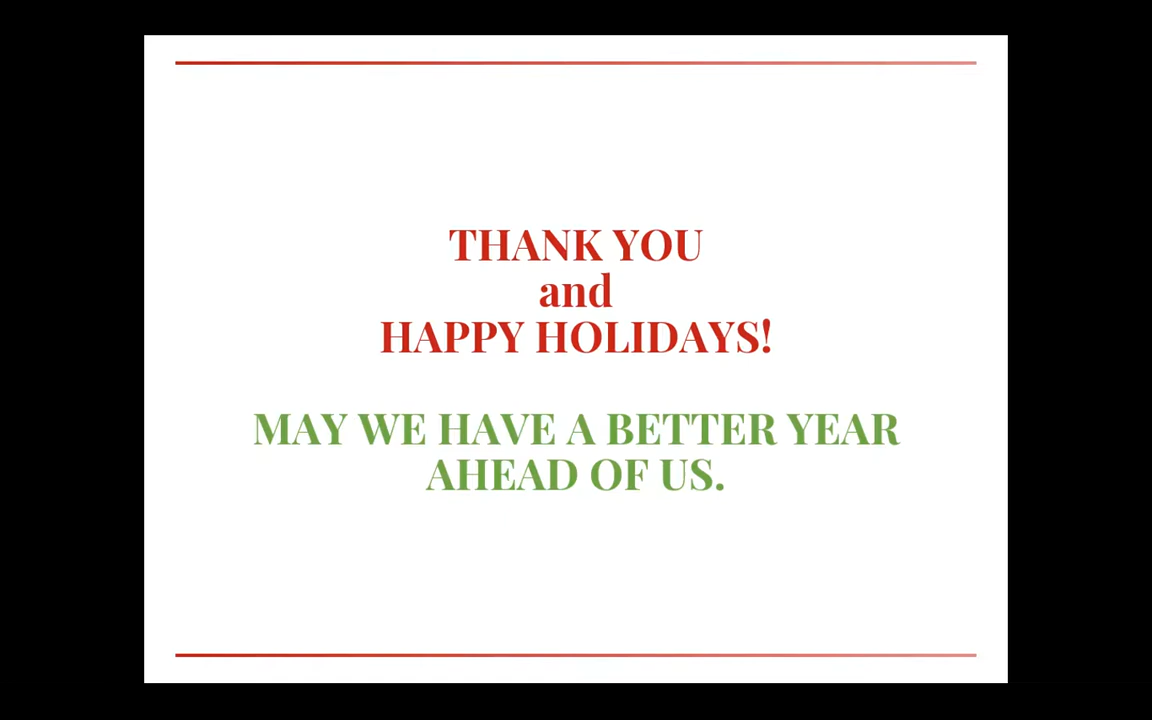 THANK YOU
and
HAPPY HOLIDAYS!
MAY WE HAVE A BETTER YEAR
AHEAD OF US.